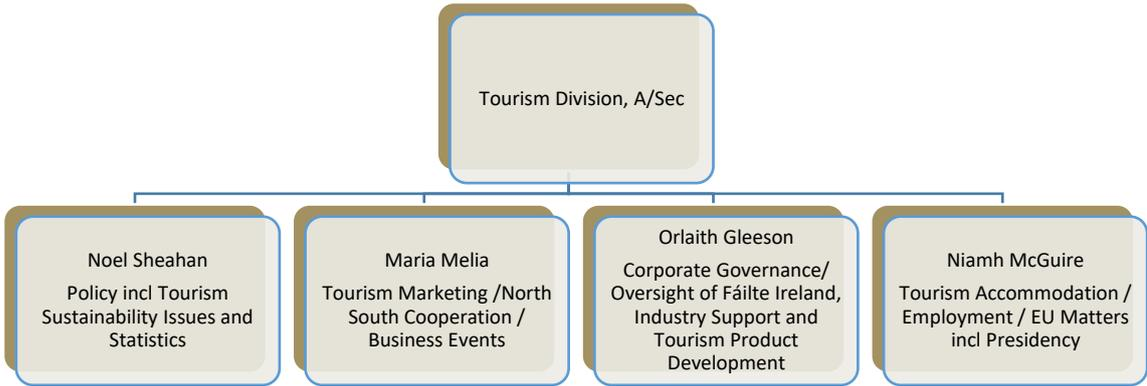 Tourism Division, A/Sec
Noel Sheahan
Policy incl Tourism
Sustainability Issues and
Statistics
Maria Melia
Tourism Marketing /North
South Cooperation /
Business Events
Orlaith Gleeson
Corporate Governance/
Oversight of Fáilte Ireland,
Industry Support and
Tourism Product
Development
Niamh McGuire
Tourism Accommodation /
Employment / EU Matters
incl Presidency